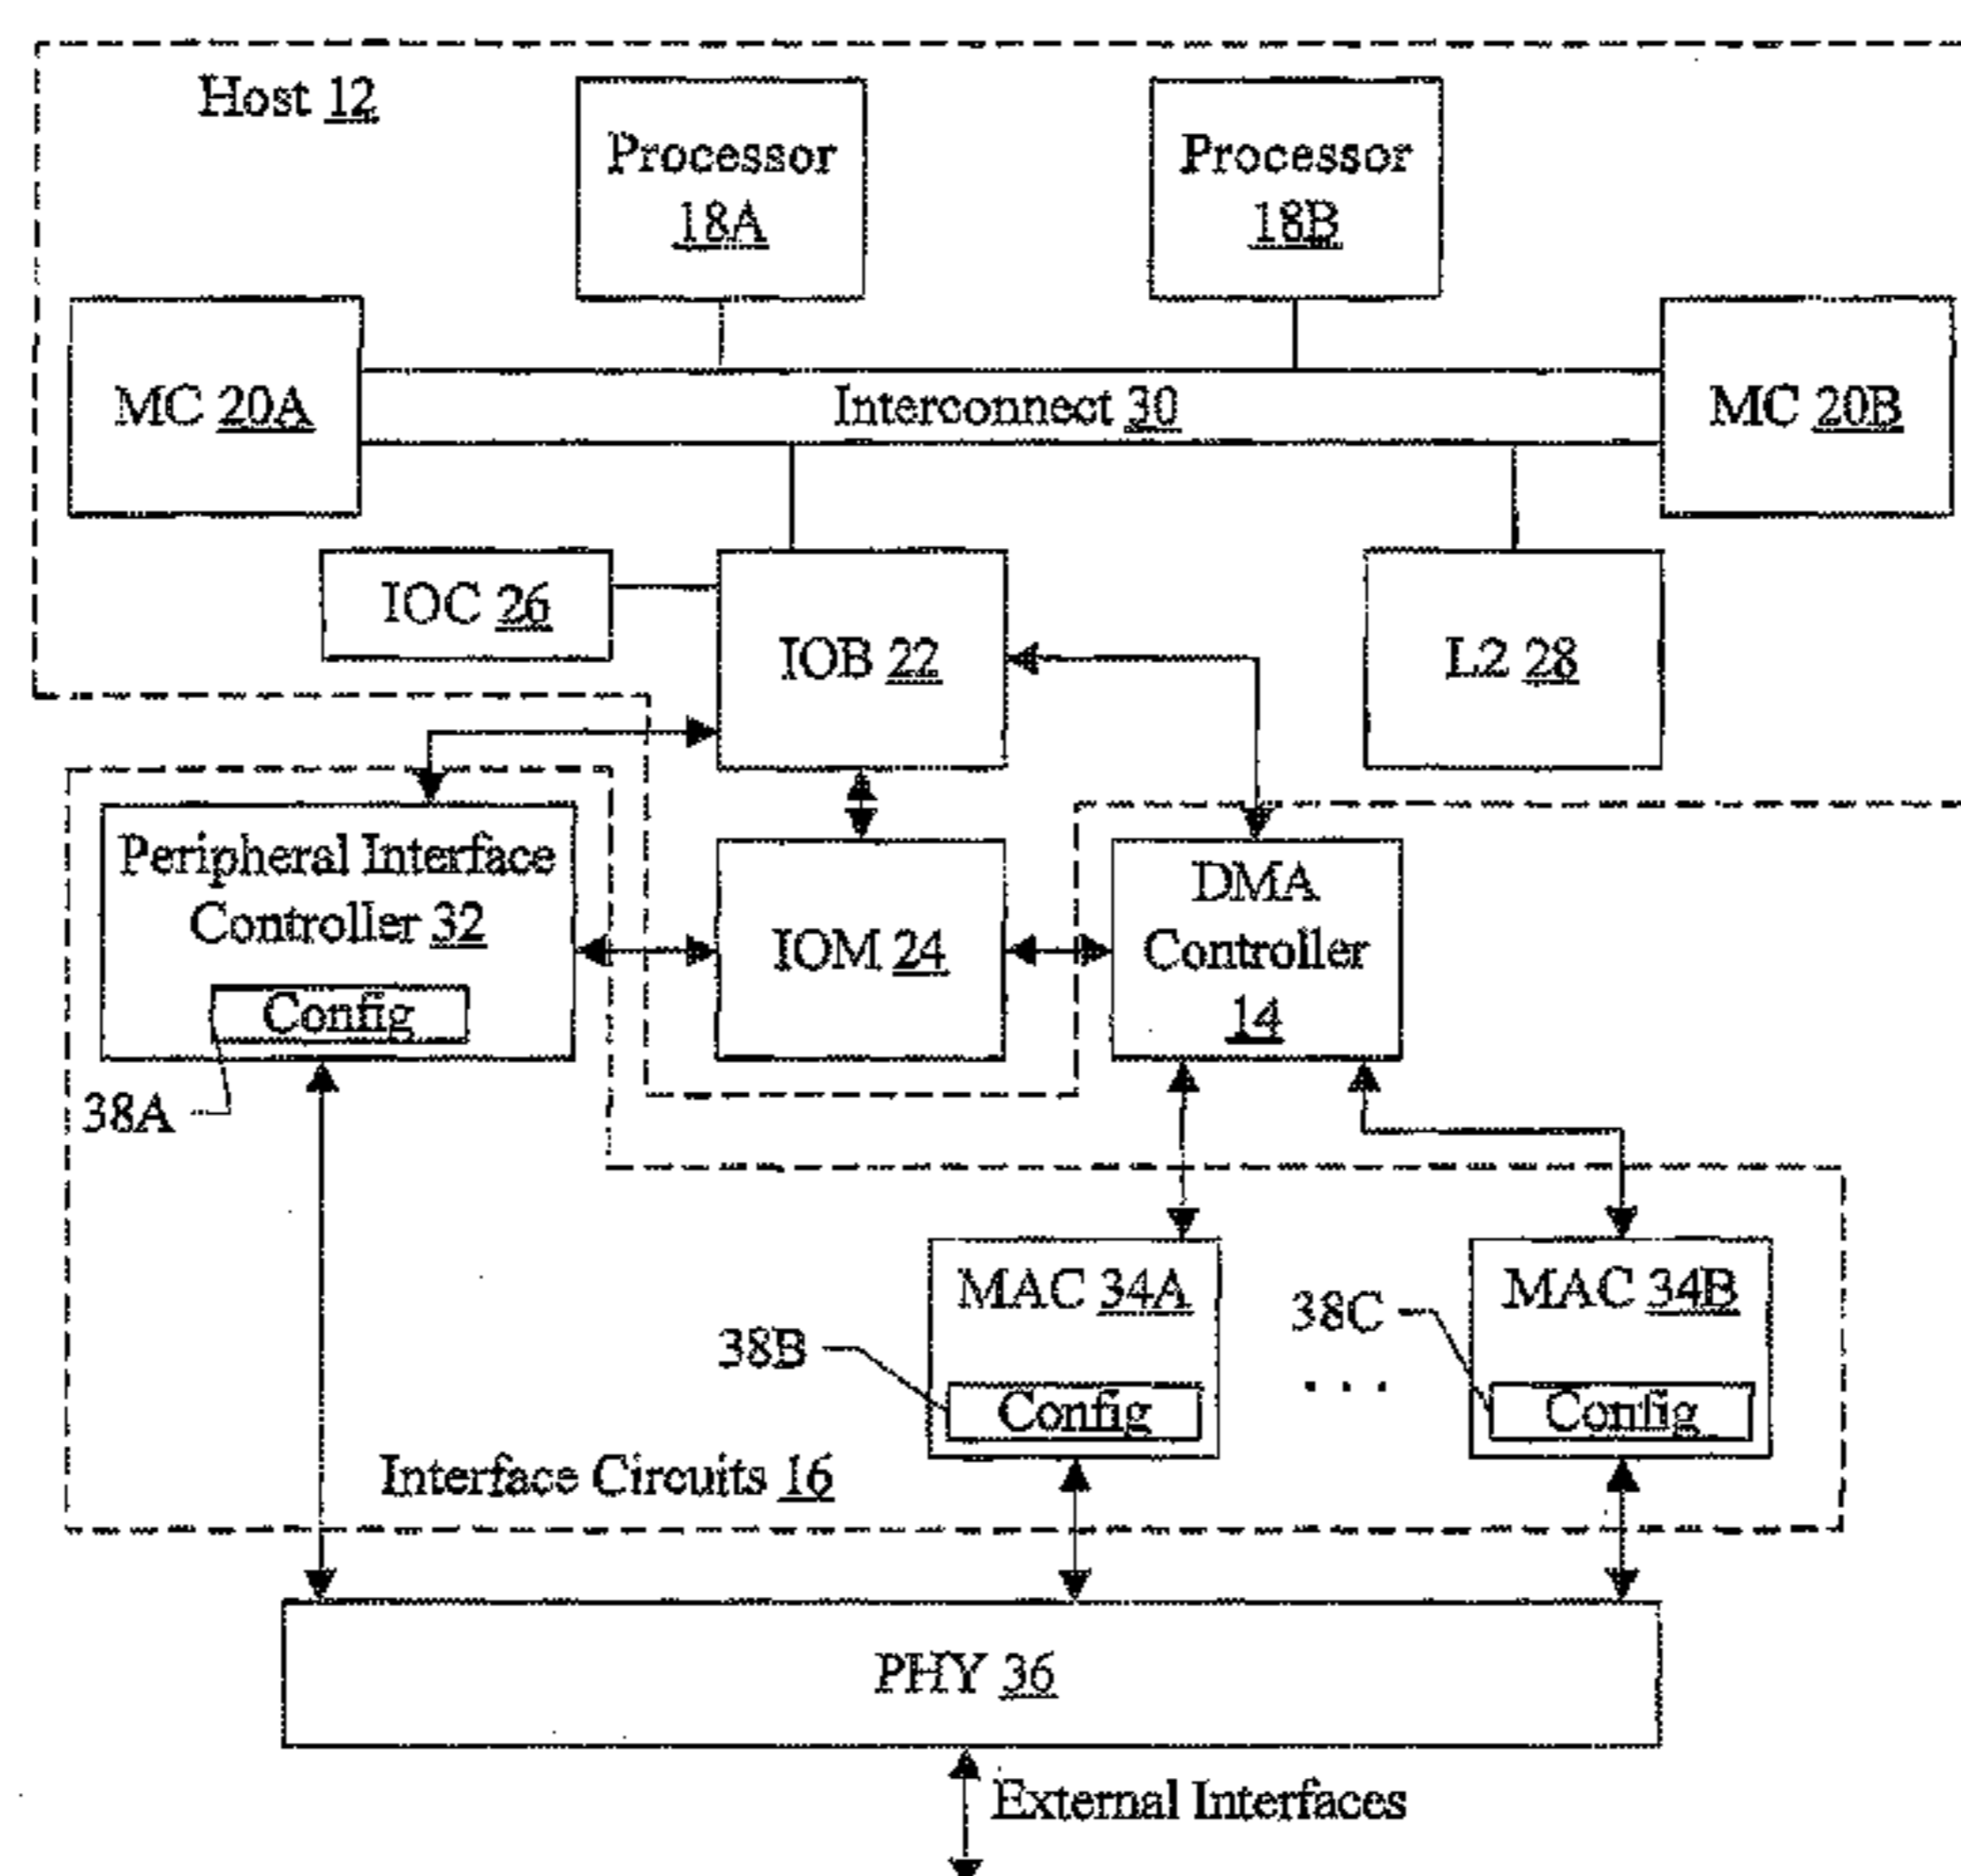 Host 12
Processor
18A
Processor
18B
MC 20A
Interconnect 30
MC 20B
IOC 26
IOB 22
L2 28
Peripheral Interface
Controller 32
Config
38A
IOM 24
DMA
Controller
14
MAC 34A
38B
Config
38C
. . .
MAC 34B
Config
Interface Circuits 16
PHY 36
External Interfaces